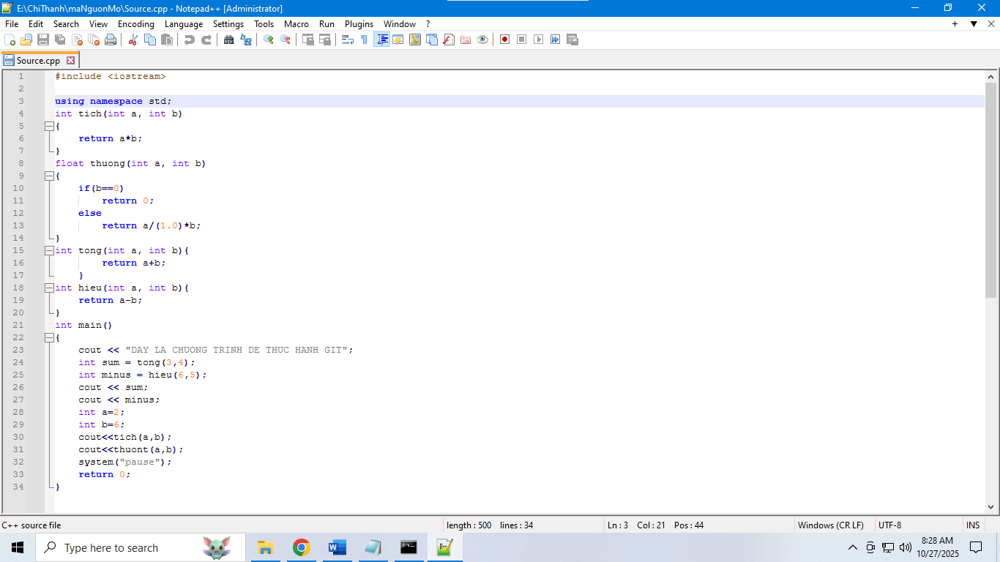 E:\ChiThanh\maNguonMo\Source.cpp - Notepad++ [Administrator]
File Edit Search View Encoding Language Settings Tools Macro Run Plugins Window ?
Source.cpp
1 #include <iostream>
2
3 using namespace std;
4 int tich(int a, int b)
5 {
6 return a*b;
7 }
8 float thuong(int a, int b)
9 {
10 if(b==0)
11 return 0;
12 else
13 return a/(1.0)*b;
14 }
15 int tong(int a, int b){
16 return a+b;
17 }
18 int hieu(int a, int b){
19 return a-b;
20 }
21 int main()
22 {
23 cout << "DAY LA CHUONG TRINH DE THUC HANH GIT";
24 int sum = tong(3,4);
25 int minus = hieu(6,5);
26 cout << sum;
27 cout << minus;
28 int a=2;
29 int b=6;
30 cout<<tich(a,b);
31 cout<<thuont(a,b);
32 system("pause");
33 return 0;
34 }
C++ source file length : 500 lines : 34 Ln : 3 Col : 21 Pos : 44 Windows (CR LF) UTF-8 INS
Type here to search
8:28 AM
10/27/2025